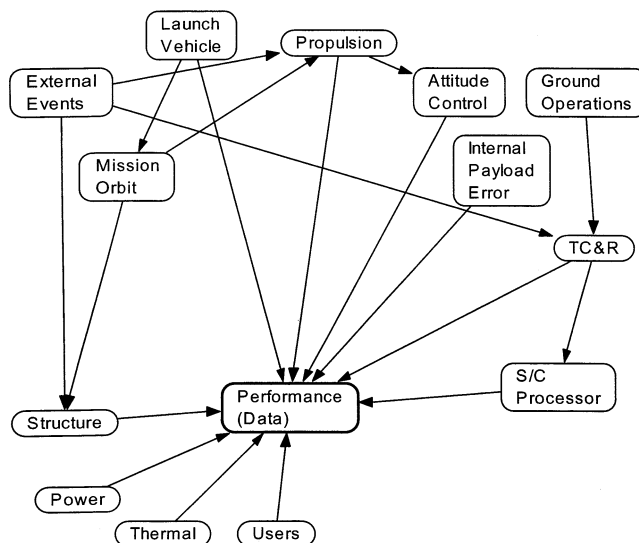 Launch
Vehicle
Propulsion
External
Events
Attitude
Control
Ground
Operations
Mission
Orbit
Internal
Payload
Error
TC&R
Performance
(Data)
S/C
Processor
Structure
Power
Thermal
Users